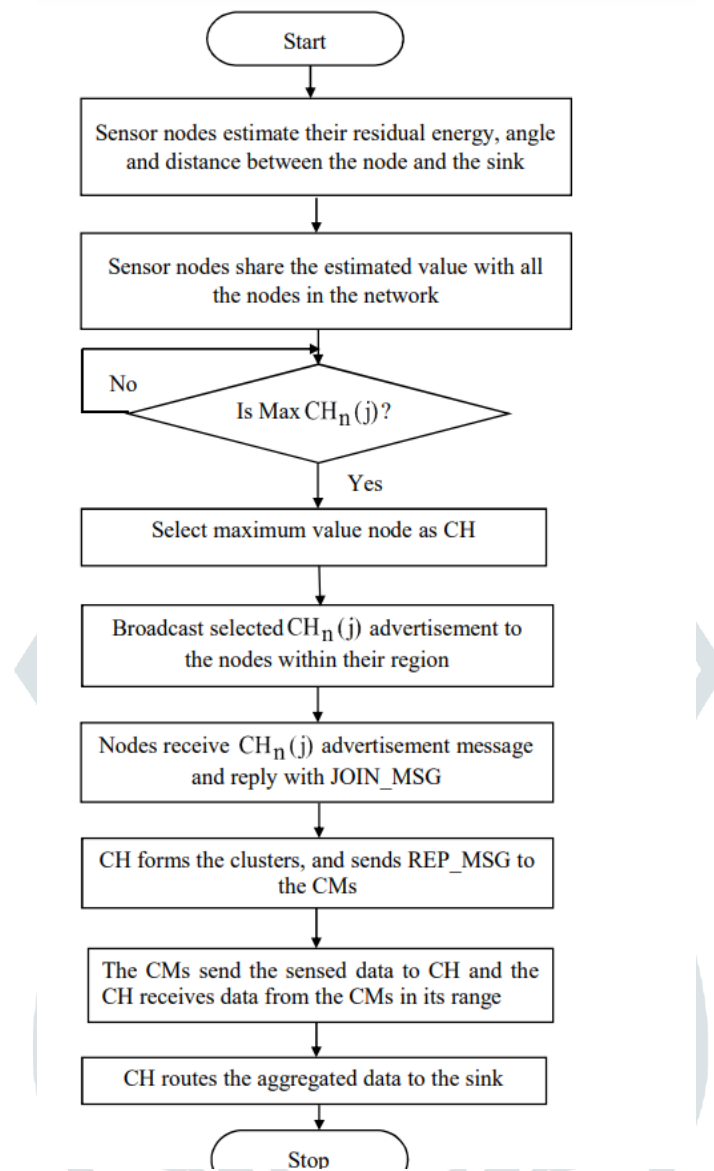 Start
Sensor nodes estimate their residual energy, angle
and distance between the node and the sink
Sensor nodes share the estimated value with all
the nodes in the network
No
Is Max CHn(j)?
Yes
Select maximum value node as CH
Broadcast selected CHn(j) advertisement to
the nodes within their region
Nodes receive CHn(j) advertisement message
and reply with JOIN_MSG
CH forms the clusters, and sends REP_MSG to
the CMs
The CMs send the sensed data to CH and the
CH receives data from the CMs in its range
CH routes the aggregated data to the sink
Stop